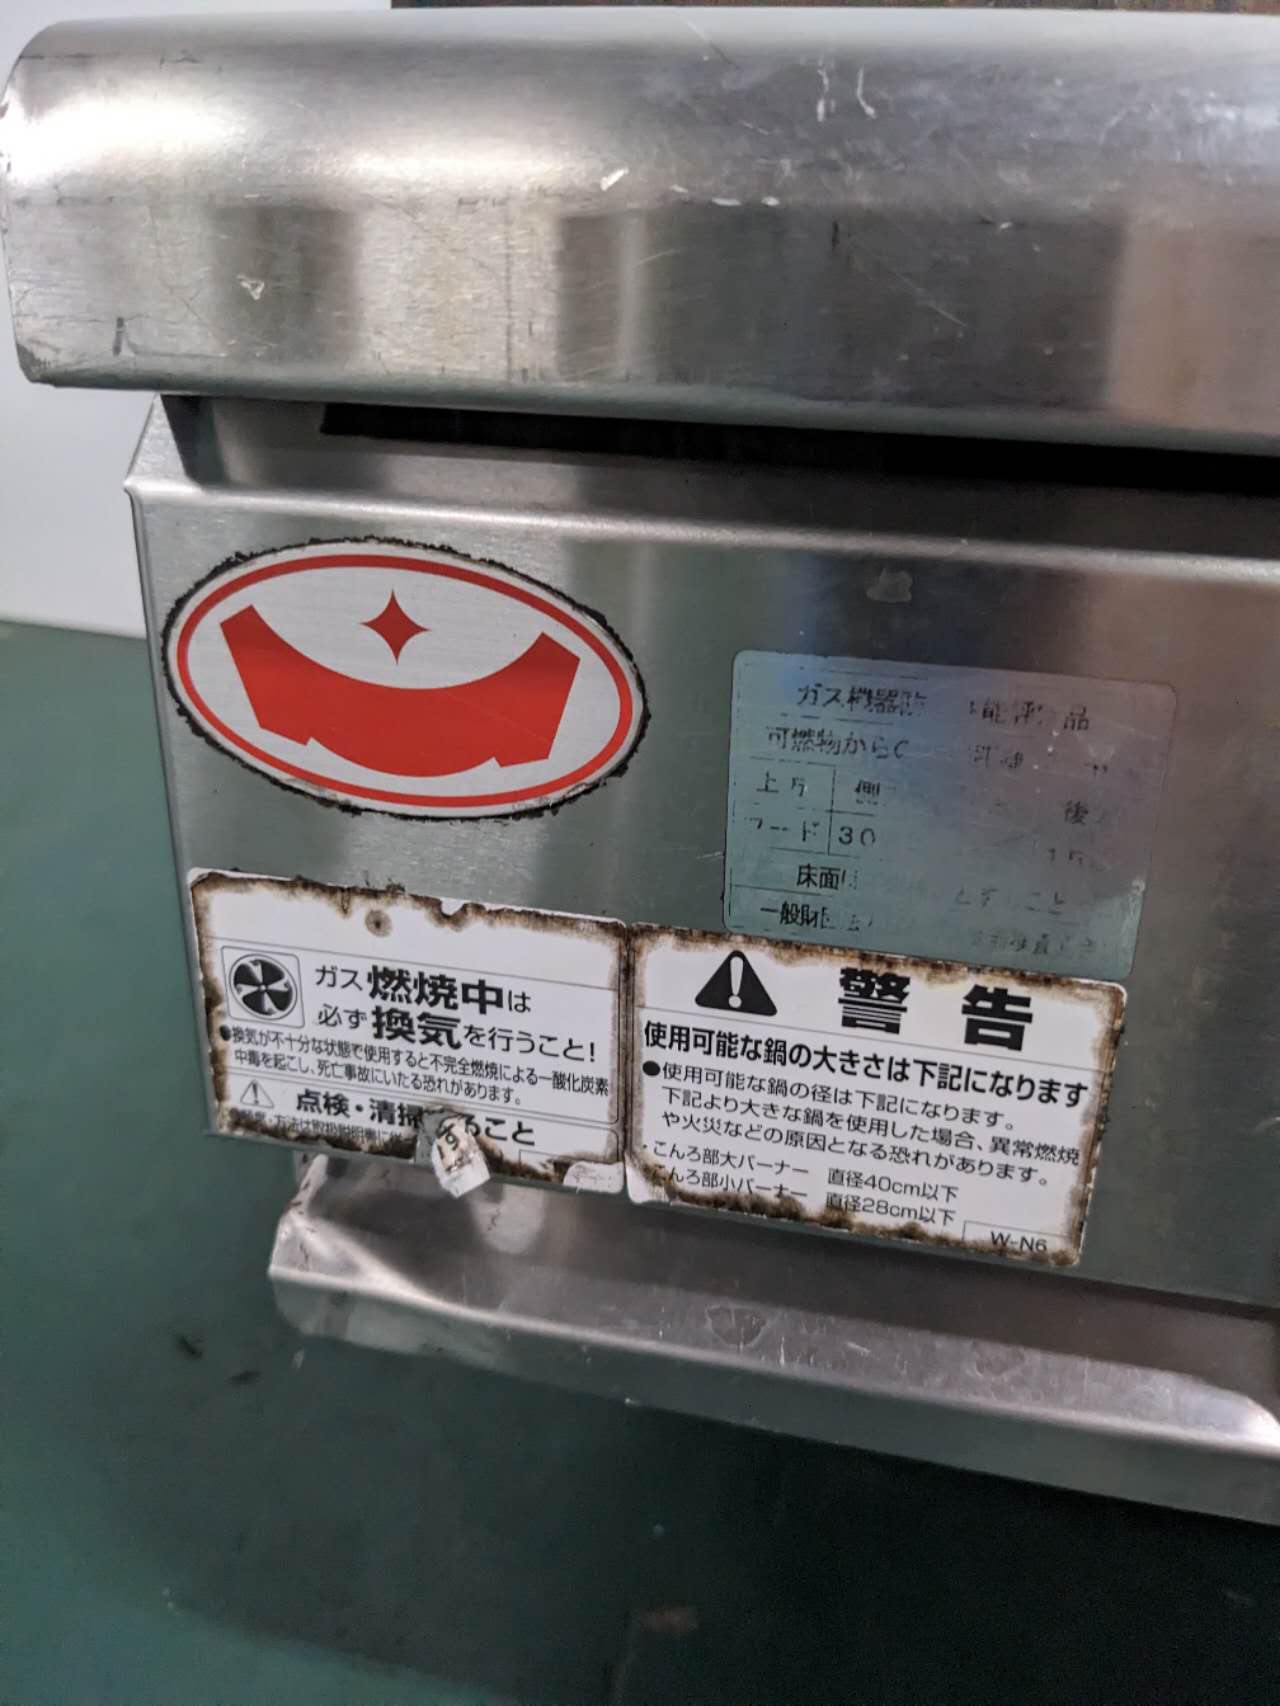 ガス機器防 能評 品
可燃物から
上方 側 後
フード 30 15
床面
一般財
ガス燃焼中は
必ず換気を行うこと!
●換気が不十分な状態で使用すると不完全燃焼による一酸化炭素
中毒を起こし、死亡事故にいたる恐れがあります。
点検・清掃すること
警告
使用可能な鍋の大きさは下記になります
●使用可能な鍋の径は下記になります。
下記より大きな鍋を使用した場合、異常燃焼
や火災などの原因となる恐れがあります。
・こんろ部大バーナー 直径40cm以下
こんろ部小バーナー 直径28cm以下
W-N6